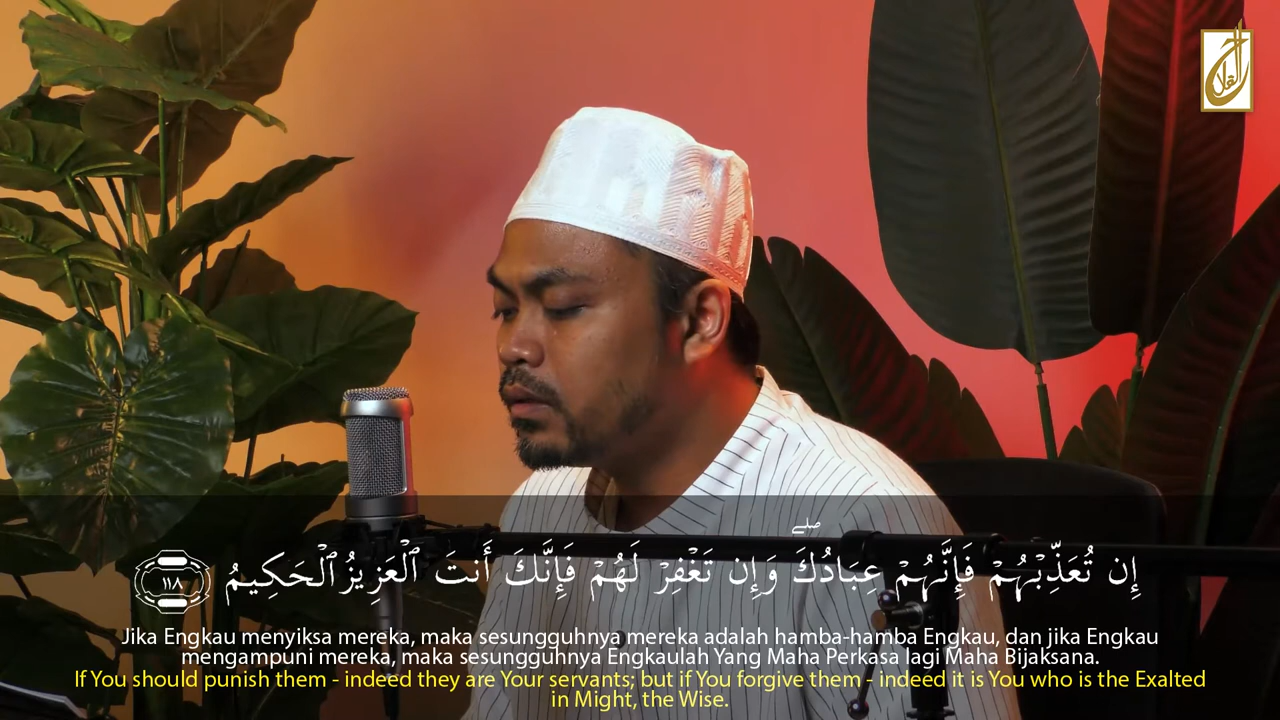 إِن تُعَذِّبْهُمْ فَإِنَّهُمْ عِبَادُكَ ۖ وَإِن تَغْفِرْ لَهُمْ فَإِنَّكَ أَنتَ ٱلْعَزِيزُ ٱلْحَكِيمُ ١١٨
Jika Engkau menyiksa mereka, maka sesungguhnya mereka adalah hamba-hamba Engkau, dan jika Engkau
mengampuni mereka, maka sesungguhnya Engkaulah Yang Maha Perkasa lagi Maha Bijaksana.
If You should punish them - indeed they are Your servants; but if You forgive them - indeed it is You who is the Exalted
in Might, the Wise.